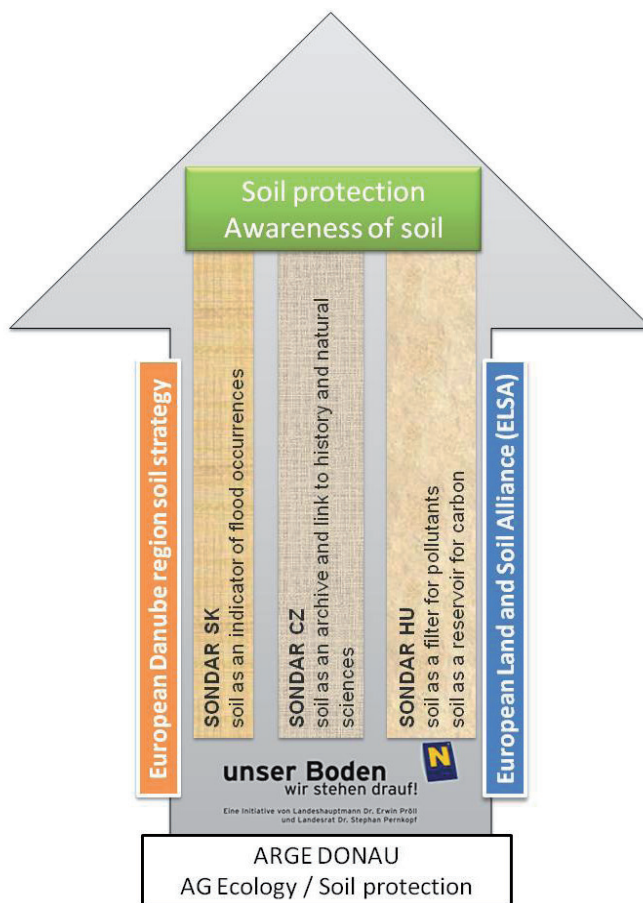 Soil protection
Awareness of soil
European Danube region soil strategy
SONDAR SK
soil as an indicator of flood occurrences
SONDAR CZ
soil as an archive and link to history and natural
sciences
SONDAR HU
soil as a filter for pollutants
soil as a reservoir for carbon
European Land and Soil Alliance (ELSA)
N
unser Boden
wir stehen drauf!
Eine Initiative von Landeshauptmann Dr. Erwin Pröll
und Landesrat Dr. Stephan Pernkopf
ARGE DONAU
AG Ecology / Soil protection